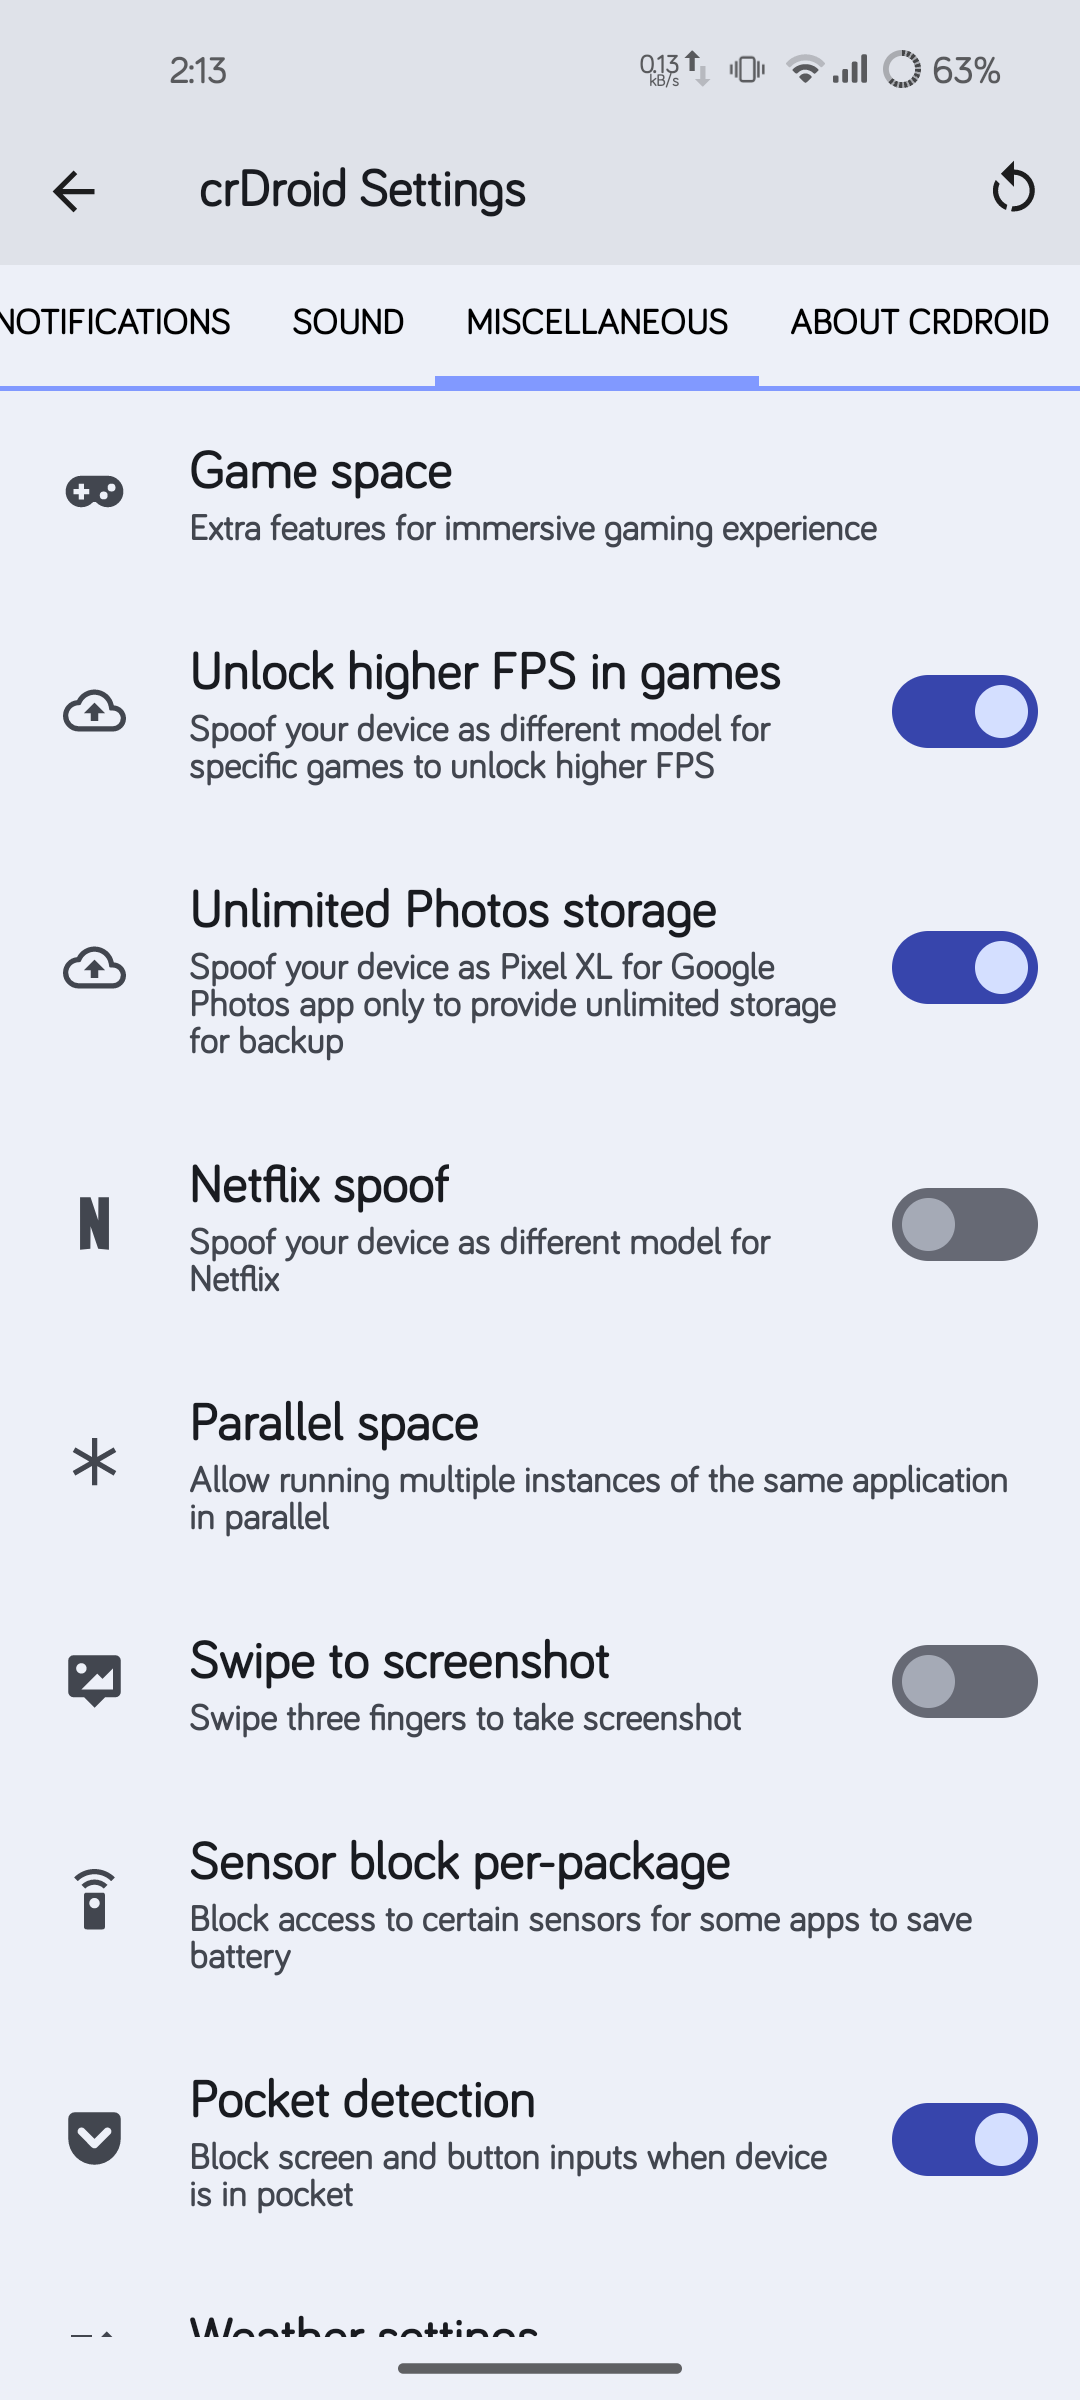 2:13
0.13
kB/s
63%
crDroid Settings
NOTIFICATIONS
SOUND
MISCELLANEOUS
ABOUT CRDROID
Game space
Extra features for immersive gaming experience
Unlock higher FPS in games
Spoof your device as different model for
specific games to unlock higher FPS
Unlimited Photos storage
Spoof your device as Pixel XL for Google
Photos app only to provide unlimited storage
for backup
Netflix spoof
Spoof your device as different model for
Netflix
Parallel space
Allow running multiple instances of the same application
in parallel
Swipe to screenshot
Swipe three fingers to take screenshot
Sensor block per-package
Block access to certain sensors for some apps to save
battery
Pocket detection
Block screen and button inputs when device
is in pocket
Weather settings